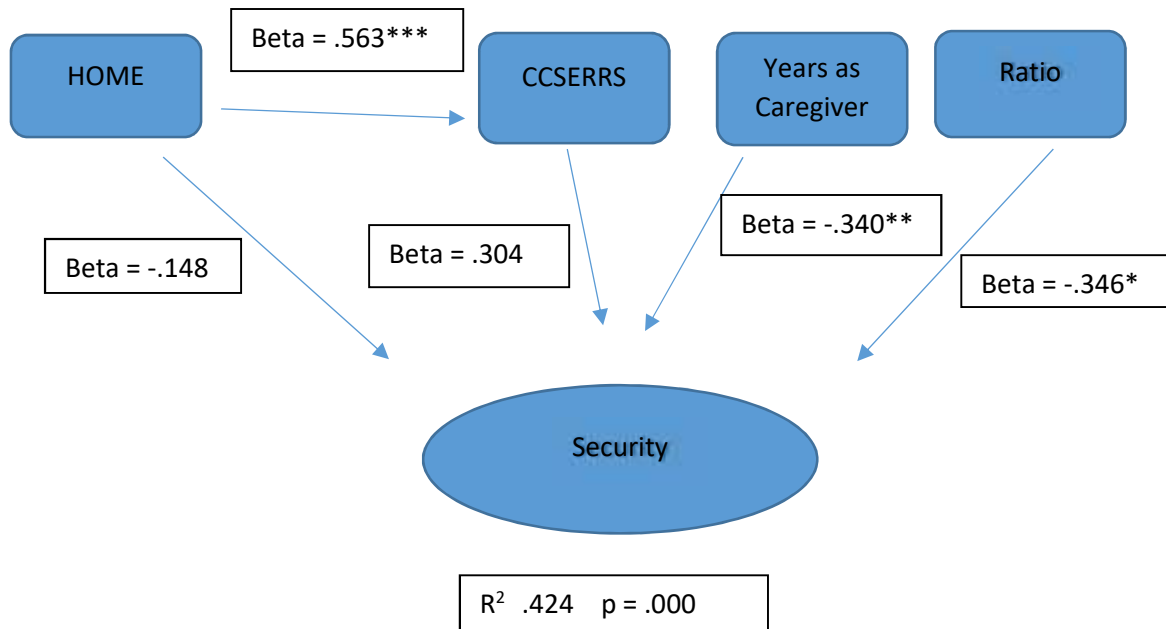 Beta = .563***
HOME
CCSERRS
Years as
Caregiver
Ratio
Beta = -.148
Beta = .304
Beta = -.340**
Beta = -.346*
Security
R² .424 p = .000